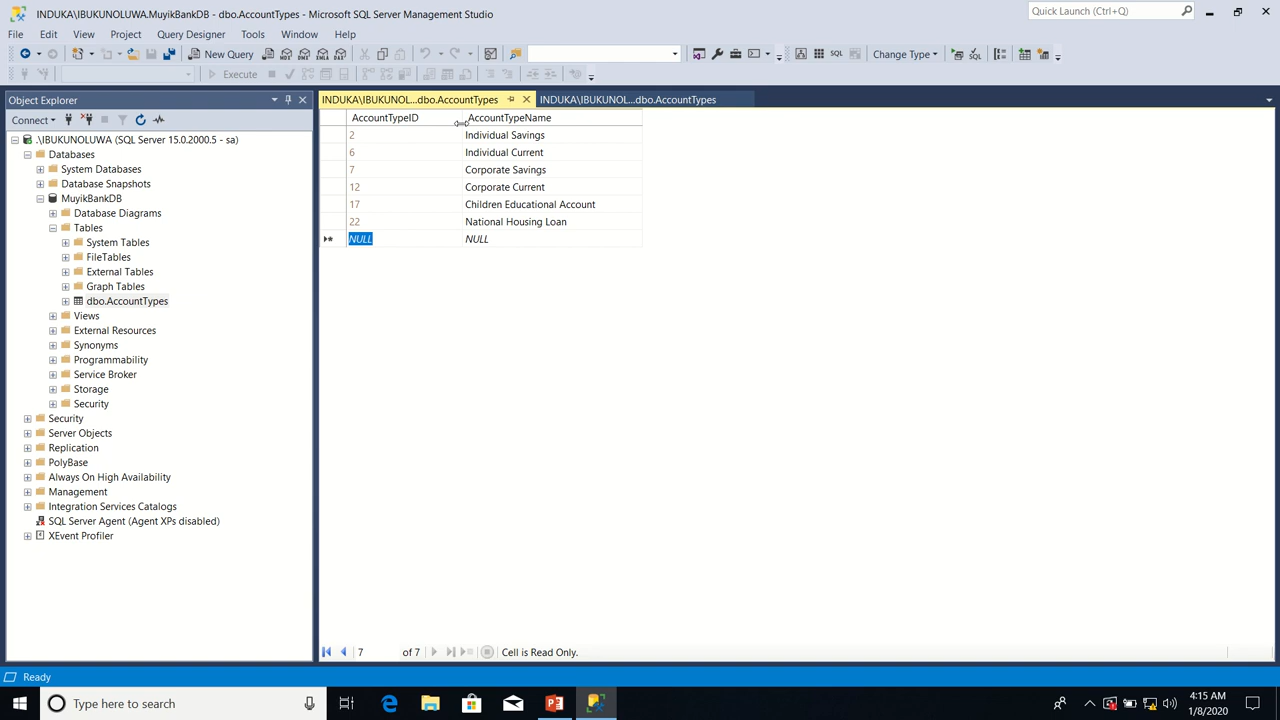 INDUKA\IBUKUNOLUWA.MuyikBankDB - dbo.AccountTypes - Microsoft SQL Server Management Studio
Quick Launch (Ctrl+Q)
File Edit View Project Query Designer Tools Window Help
New Query
Change Type
Execute
Object Explorer
INDUKA\IBUKUNOL...dbo.AccountTypes
INDUKA\IBUKUNOL...dbo.AccountTypes
Connect
.\IBUKUNOLUWA (SQL Server 15.0.2000.5 - sa)
Databases
System Databases
Database Snapshots
MuyikBankDB
Database Diagrams
Tables
System Tables
FileTables
External Tables
Graph Tables
dbo.AccountTypes
Views
External Resources
Synonyms
Programmability
Service Broker
Storage
Security
Security
Server Objects
Replication
PolyBase
Always On High Availability
Management
Integration Services Catalogs
SQL Server Agent (Agent XPs disabled)
XEvent Profiler
AccountTypeID AccountTypeName
2 Individual Savings
6 Individual Current
7 Corporate Savings
12 Corporate Current
17 Children Educational Account
22 National Housing Loan
NULL NULL
7 of 7 Cell is Read Only.
Ready
Type here to search
4:15 AM
1/8/2020